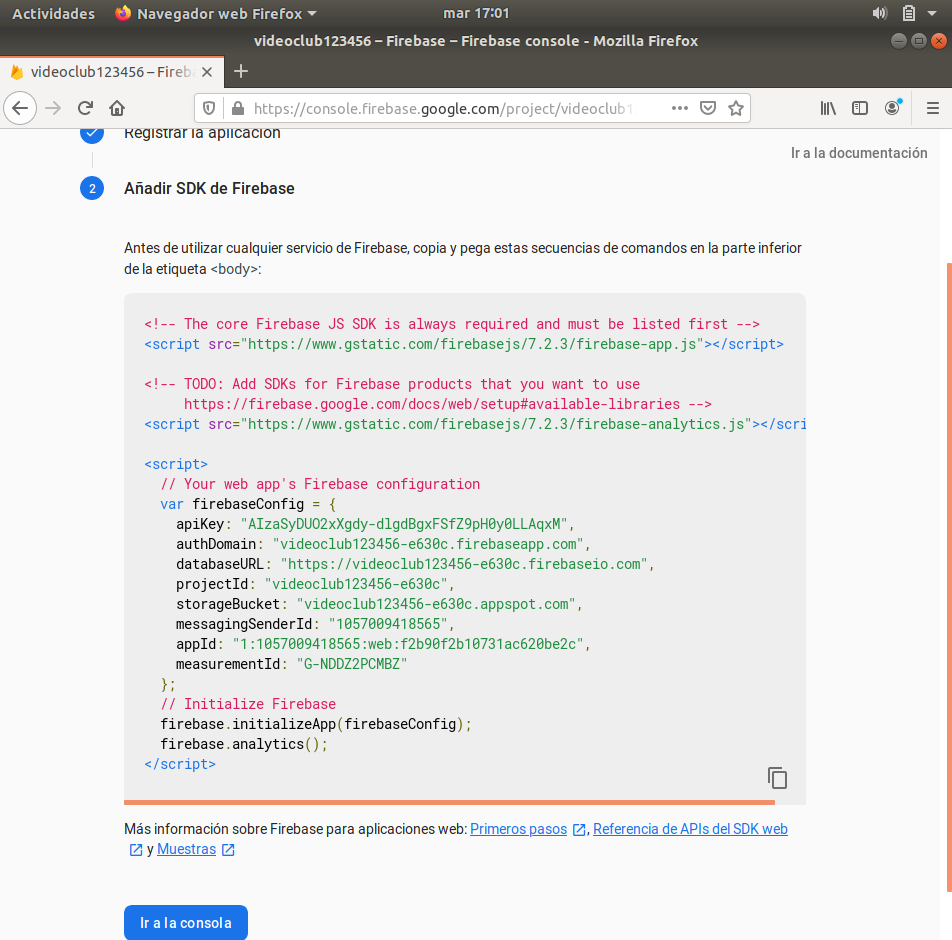 Actividades Navegador web Firefox mar 17:01
videoclub123456 – Firebase – Firebase console - Mozilla Firefox
videoclub123456 – Fireb
https://console.firebase.google.com/project/videoclub1
Registrar la aplicación
Ir a la documentación
2 Añadir SDK de Firebase
Antes de utilizar cualquier servicio de Firebase, copia y pega estas secuencias de comandos en la parte inferior
de la etiqueta <body>:
<!-- The core Firebase JS SDK is always required and must be listed first -->
<script src="https://www.gstatic.com/firebasejs/7.2.3/firebase-app.js"></script>
<!-- TODO: Add SDKs for Firebase products that you want to use
https://firebase.google.com/docs/web/setup#available-libraries -->
<script src="https://www.gstatic.com/firebasejs/7.2.3/firebase-analytics.js"></scri
<script>
// Your web app's Firebase configuration
var firebaseConfig = {
apiKey: "AIzaSyDUO2xXgdy-dlgdBgxFSfZ9pH0y0LLAqxM",
authDomain: "videoclub123456-e630c.firebaseapp.com",
databaseURL: "https://videoclub123456-e630c.firebaseio.com",
projectId: "videoclub123456-e630c",
storageBucket: "videoclub123456-e630c.appspot.com",
messagingSenderId: "1057009418565",
appId: "1:1057009418565:web:f2b90f2b10731ac620be2c",
measurementId: "G-NDDZ2PCMBZ"
};
// Initialize Firebase
firebase.initializeApp(firebaseConfig);
firebase.analytics();
</script>
Más información sobre Firebase para aplicaciones web: Primeros pasos , Referencia de APIs del SDK web
y Muestras
Ir a la consola